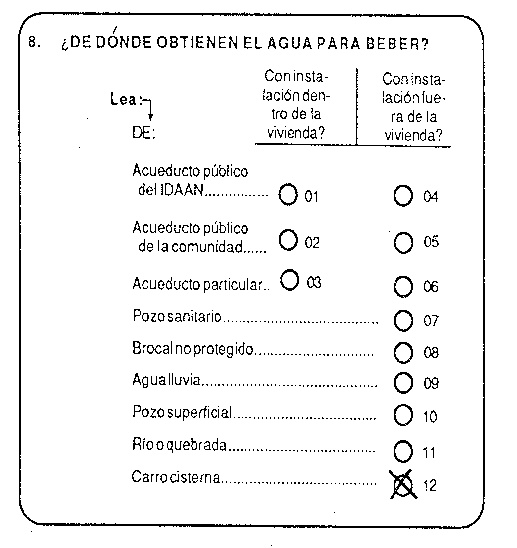 8. ¿DE DÓNDE OBTIENEN EL AGUA PARA BEBER?
Lea:
DE:
Con insta-
lación den-
tro de la
vivienda?
Con insta-
lación fue-
ra de la
vivienda?
Acueducto público
del IDAAN............... 01 04
Acueducto público
de la comunidad...... 02 05
Acueducto particular.. 03 06
Pozo sanitario........................................ 07
Brocal no protegido............................... 08
Agua lluvia............................................. 09
Pozo superficial..................................... 10
Río o quebrada...................................... 11
Carro cisterna........................................ 12